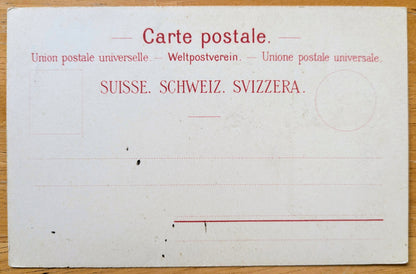 — Carte postale. —
Union postale universelle. — Weltpostverein. — Unione postale universale.
SUISSE. SCHWEIZ. SVIZZERA.